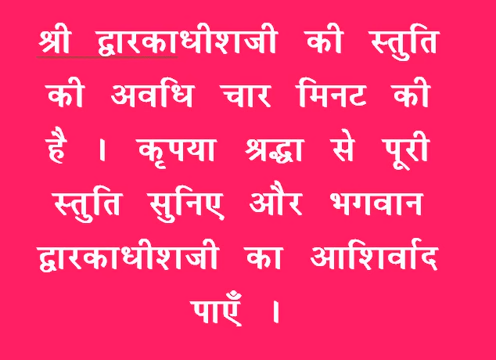 श्री द्वारकाधीशजी की स्तुति
की अवधि चार मिनट की
है । कृपया श्रद्धा से पूरी
स्तुति सुनिए और भगवान
द्वारकाधीशजी का आशिर्वाद
पाएँ ।